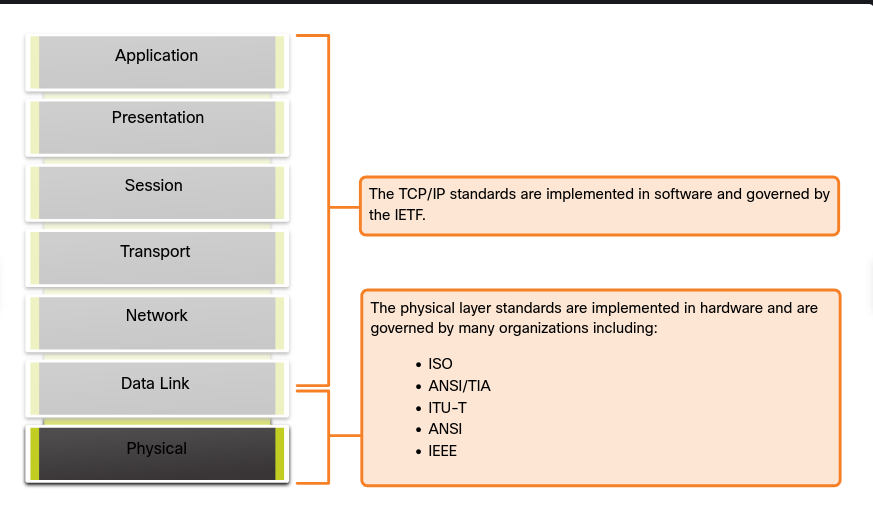 Application
Presentation
Session
Transport
Network
Data Link
Physical
The TCP/IP standards are implemented in software and governed by
the IETF.
The physical layer standards are implemented in hardware and are
governed by many organizations including:
• ISO
• ANSI/TIA
• ITU-T
• ANSI
• IEEE